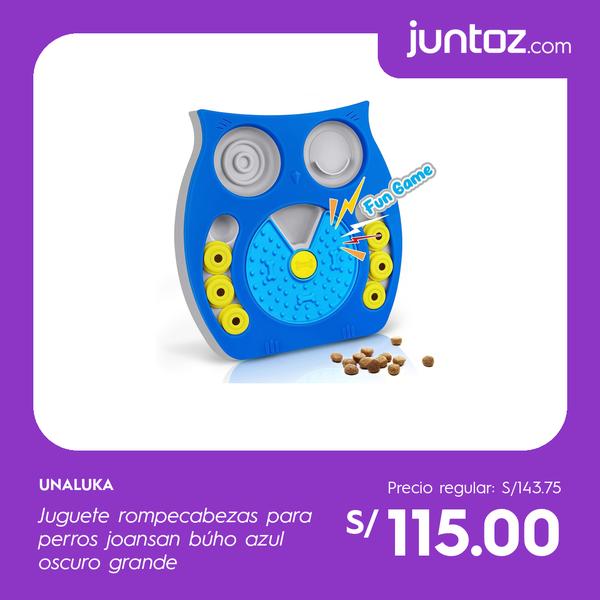 juntoz.com
Fun Game
UNALUKA
Juguete rompecabezas para
perros joansan búho azul
oscuro grande
Precio regular: S/143.75
S/115.00